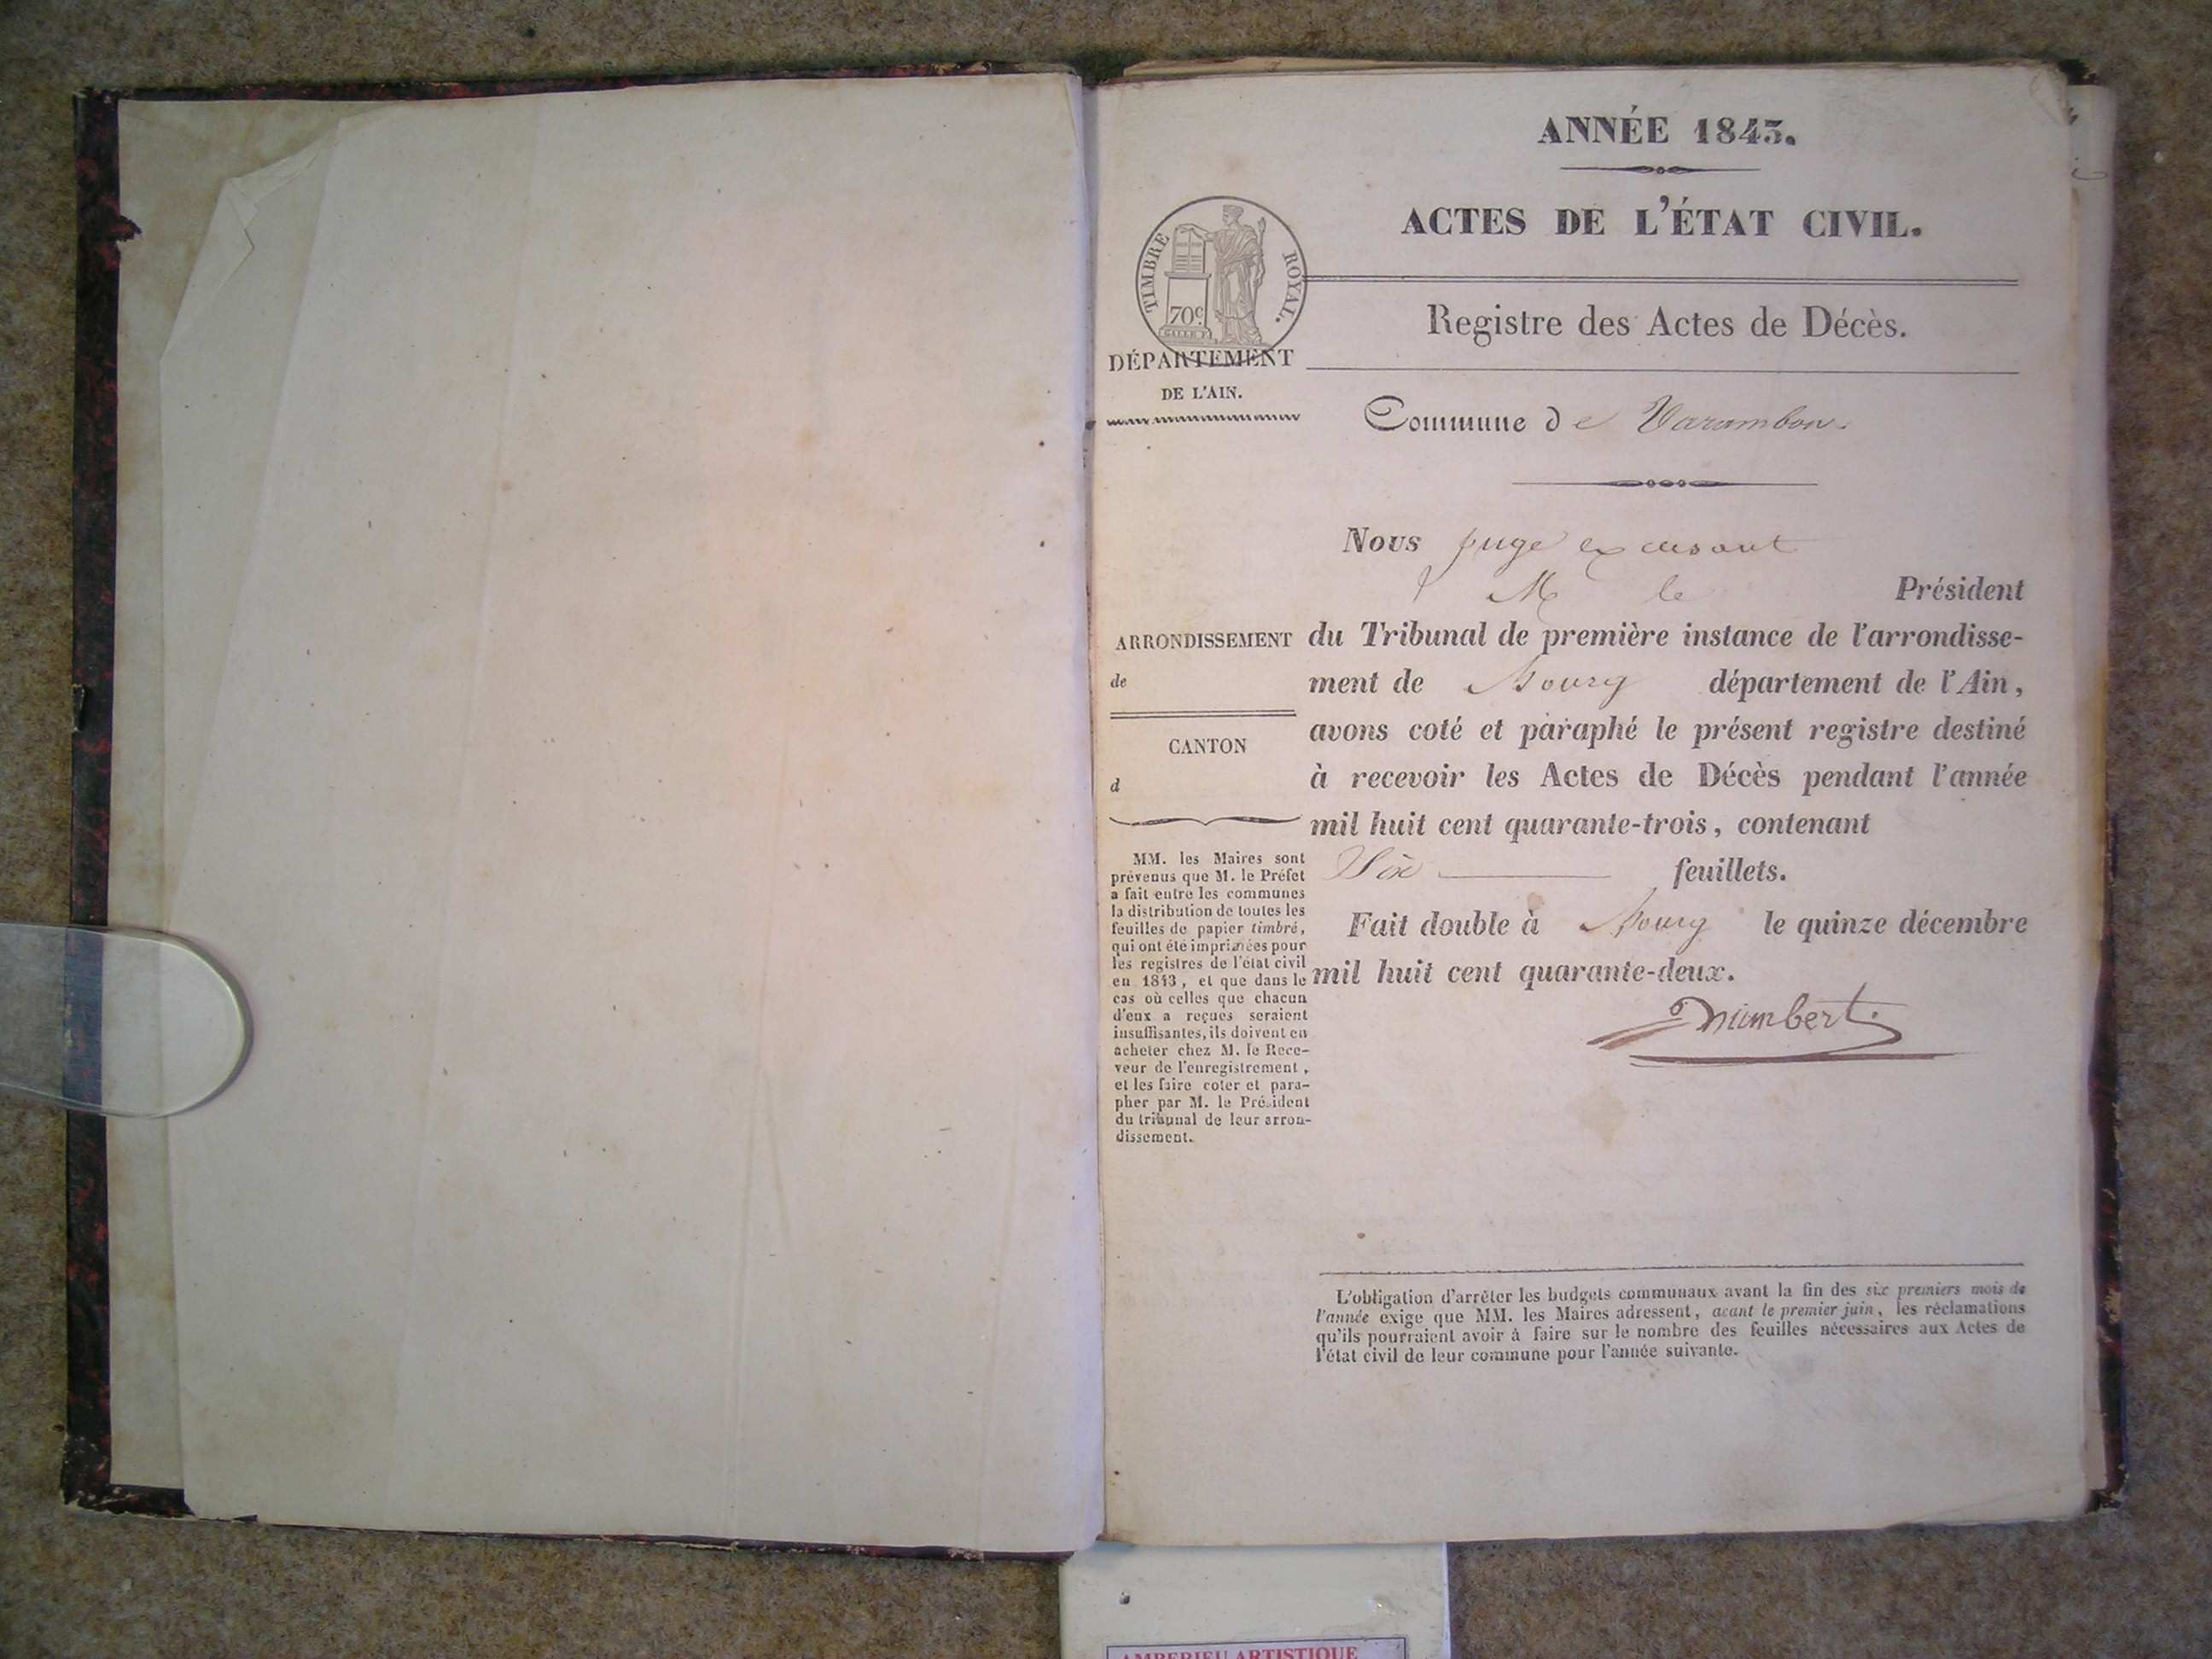 ANNÉE 1843.
ACTES DE L'ÉTAT CIVIL.
TIMBRE ROYAL.
70c
Registre des Actes de Décès.
DÉPARTEMENT
DE L'AIN.
Commune de Varambon
Nous juge excusant
M le Président
ARRONDISSEMENT
de
CANTON
d
du Tribunal de première instance de l'arrondisse-
ment de Bourg département de l'Ain,
avons coté et paraphé le présent registre destiné
à recevoir les Actes de Décès pendant l'année
mil huit cent quarante-trois, contenant
feuillets.
Fait double à Bourg le quinze décembre
mil huit cent quarante-deux.
MM. les Maires sont
prévenus que M. le Préfet
a fait entre les communes
la distribution de toutes les
feuilles de papier timbré,
qui ont été imprimées pour
les registres de l'état civil
en 1843, et que dans le
cas où celles que chacun
d'eux a reçues seraient
insuffisantes, ils doivent en
acheter chez M. le Rece-
veur de l'enregistrement,
et les faire coter et para-
pher par M. le Président
du tribunal de leur arron-
dissement.
L'obligation d'arrêter les budgets communaux avant la fin des six premiers mois de
l'année exige que MM. les Maires adressent, avant le premier juin, les réclamations
qu'ils pourraient avoir à faire sur le nombre des feuilles nécessaires aux Actes de
l'état civil de leur commune pour l'année suivante.
AMBERIEU ARTISTIQUE